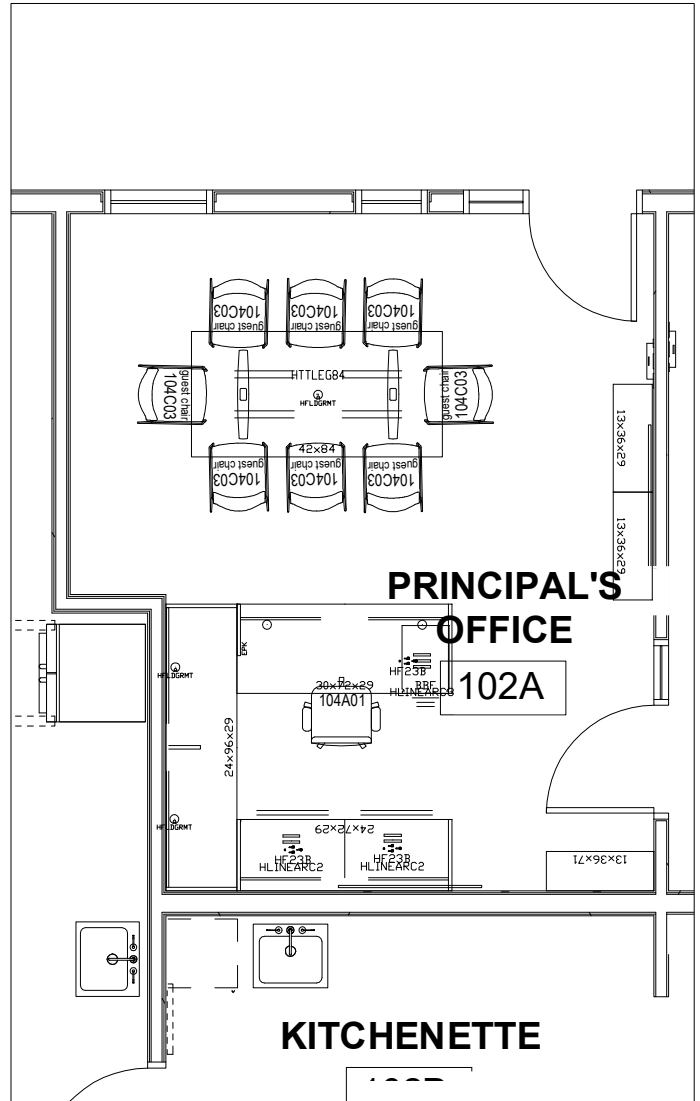 104C03
guest chair
104C03
guest chair
104C03
guest chair
HTTLEG84
104C03
guest chair
HFLDGRMT
guest chair
104C03
42x84
guest chair
104C03
guest chair
104C03
guest chair
104C03
13x36x29
13x36x29
PRINCIPAL'S
OFFICE
102A
EPK
HFLDGRMT
HF23B
BBF
30x72x29
HLINEARC3
104A01
24x96x29
HFLDGRMT
24x72x29
HF23B
HLINEARC2
HF23B
HLINEARC2
13x36x71
KITCHENETTE